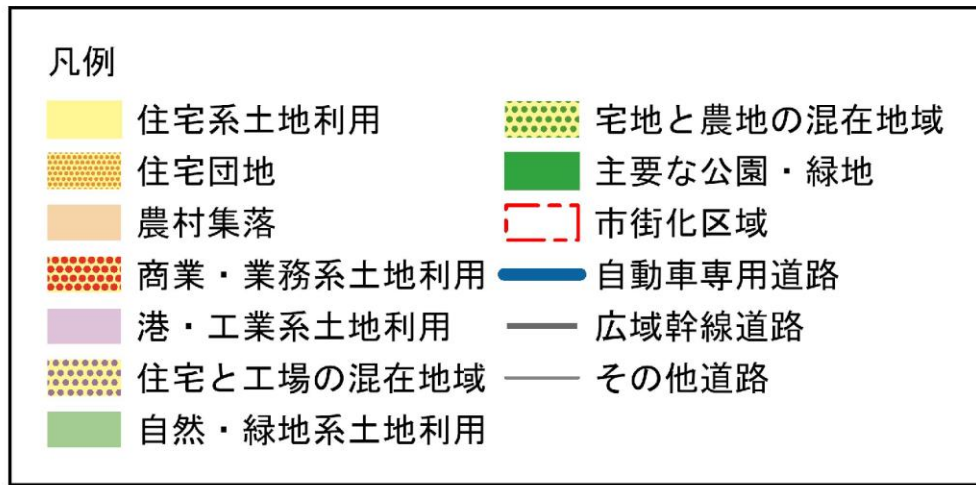 凡例
住宅系土地利用
住宅団地
農村集落
商業・業務系土地利用
港・工業系土地利用
住宅と工場の混在地域
自然・緑地系土地利用
宅地と農地の混在地域
主要な公園・緑地
市街化区域
自動車専用道路
広域幹線道路
その他道路